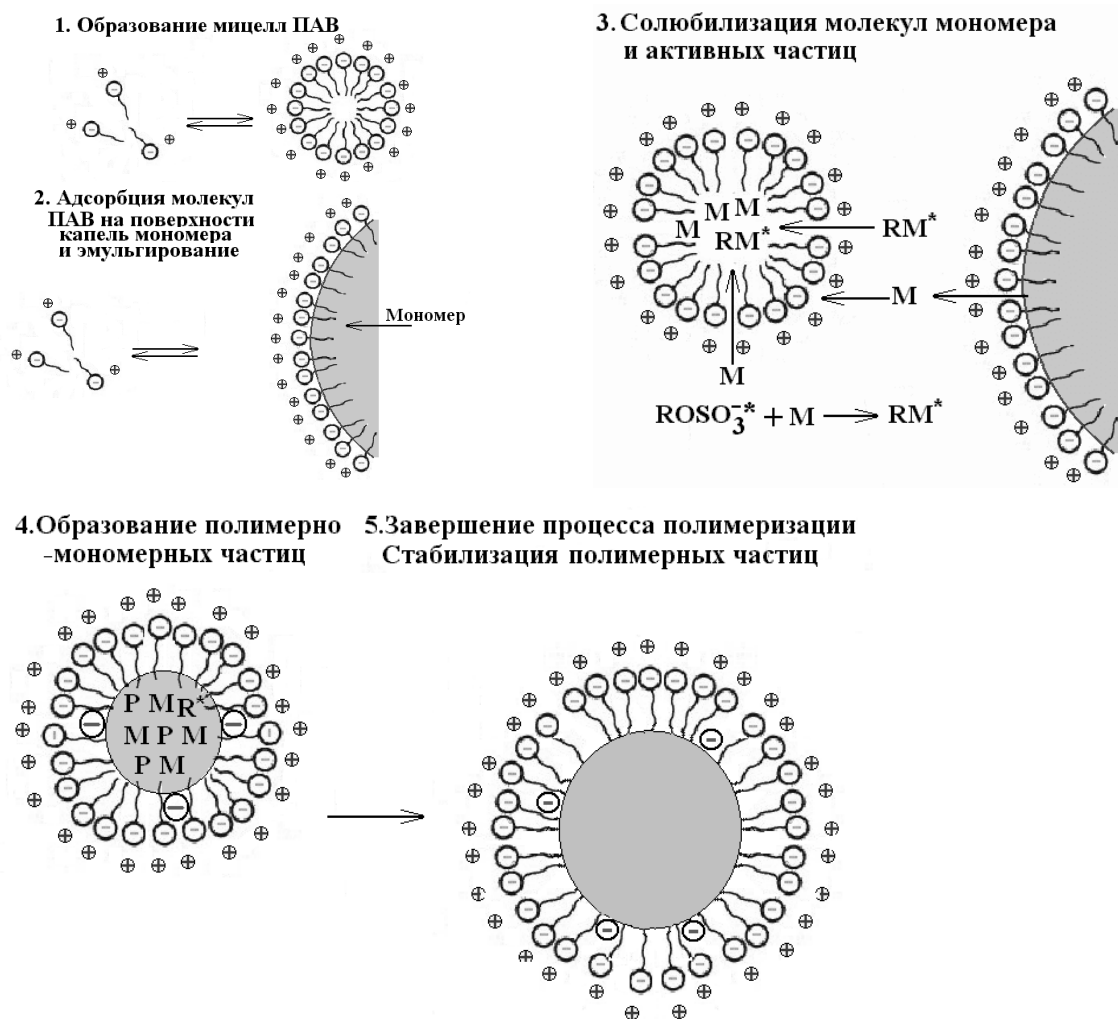 1. Образование мицелл ПАВ
2. Адсорбция молекул
ПАВ на поверхности
капель мономера
и эмульгирование
Мономер
3. Солюбилизация молекул мономера
и активных частиц
M M
M
RM*
RM*
M
M
ROSO₃⁻* + M ⟶ RM*
4.Образование полимерно
-мономерных частиц
P M R*
M P M
P M
5.Завершение процесса полимеризации
Стабилизация полимерных частиц